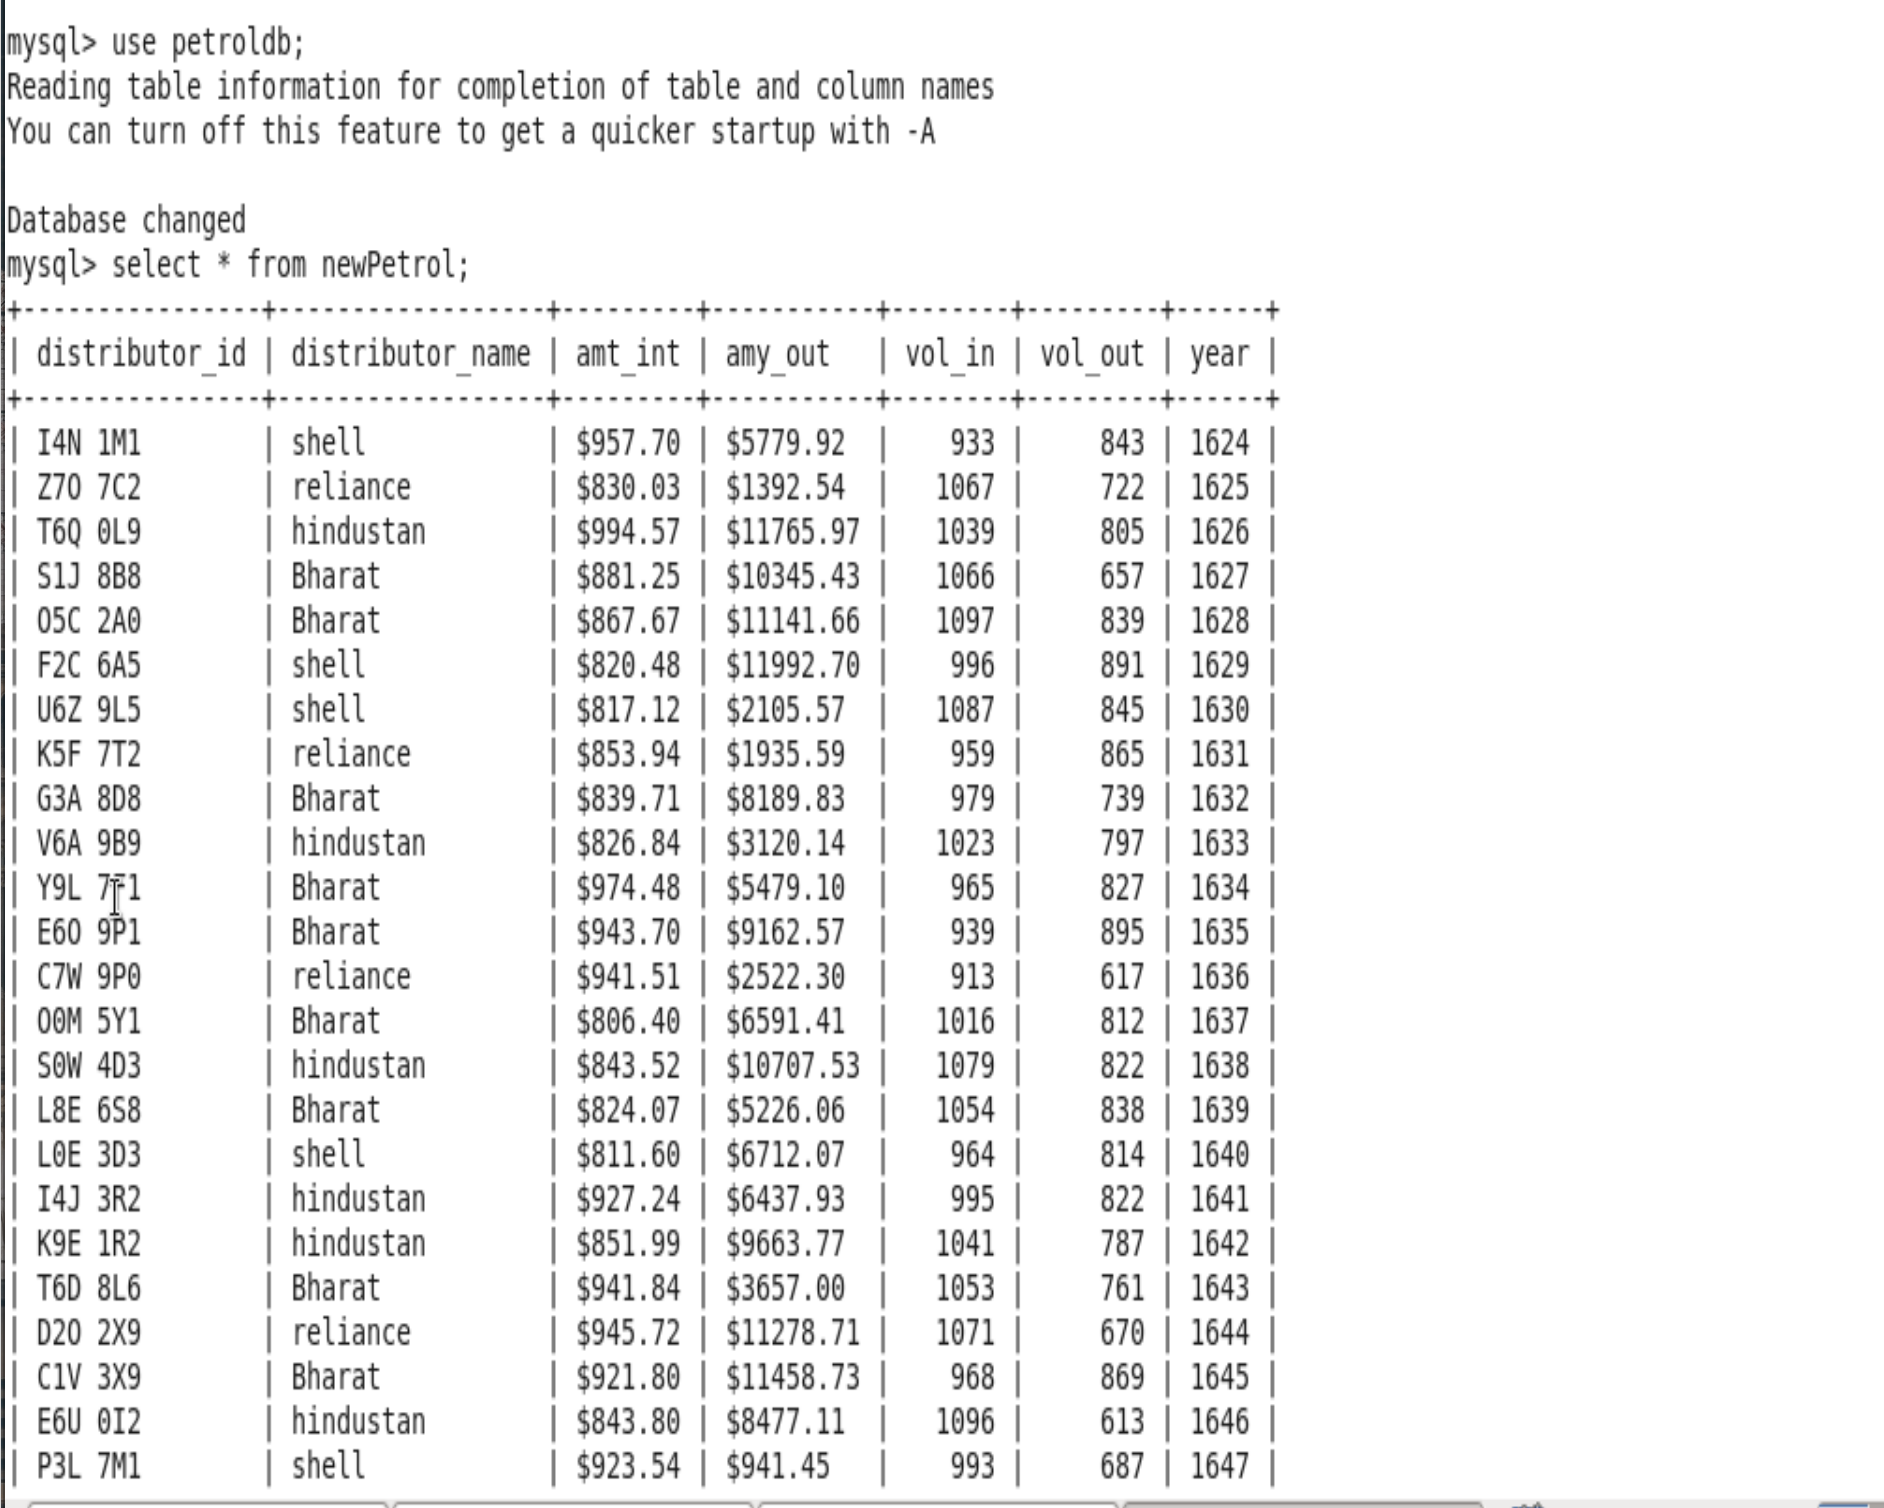 mysql> use petroldb;
Reading table information for completion of table and column names
You can turn off this feature to get a quicker startup with -A
Database changed
mysql> select * from newPetrol;
+----------------+------------------+---------+-----------+--------+---------+------+
| distributor_id | distributor_name | amt_int | amy_out   | vol_in | vol_out | year |
+----------------+------------------+---------+-----------+--------+---------+------+
| I4N 1M1        | shell            | $957.70 | $5779.92  |    933 |     843 | 1624 |
| Z7O 7C2        | reliance         | $830.03 | $1392.54  |   1067 |     722 | 1625 |
| T6Q 0L9        | hindustan        | $994.57 | $11765.97 |   1039 |     805 | 1626 |
| S1J 8B8        | Bharat           | $881.25 | $10345.43 |   1066 |     657 | 1627 |
| O5C 2A0        | Bharat           | $867.67 | $11141.66 |   1097 |     839 | 1628 |
| F2C 6A5        | shell            | $820.48 | $11992.70 |    996 |     891 | 1629 |
| U6Z 9L5        | shell            | $817.12 | $2105.57  |   1087 |     845 | 1630 |
| K5F 7T2        | reliance         | $853.94 | $1935.59  |    959 |     865 | 1631 |
| G3A 8D8        | Bharat           | $839.71 | $8189.83  |    979 |     739 | 1632 |
| V6A 9B9        | hindustan        | $826.84 | $3120.14  |   1023 |     797 | 1633 |
| Y9L            | Bharat           | $974.48 | $5479.10  |    965 |     827 | 1634 |
| E6O 9P1        | Bharat           | $943.70 | $9162.57  |    939 |     895 | 1635 |
| C7W 9P0        | reliance         | $941.51 | $2522.30  |    913 |     617 | 1636 |
| O0M 5Y1        | Bharat           | $806.40 | $6591.41  |   1016 |     812 | 1637 |
| S0W 4D3        | hindustan        | $843.52 | $10707.53 |   1079 |     822 | 1638 |
| L8E 6S8        | Bharat           | $824.07 | $5226.06  |   1054 |     838 | 1639 |
| L0E 3D3        | shell            | $811.60 | $6712.07  |    964 |     814 | 1640 |
| I4J 3R2        | hindustan        | $927.24 | $6437.93  |    995 |     822 | 1641 |
| K9E 1R2        | hindustan        | $851.99 | $9663.77  |   1041 |     787 | 1642 |
| T6D 8L6        | Bharat           | $941.84 | $3657.00  |   1053 |     761 | 1643 |
| D2O 2X9        | reliance         | $945.72 | $11278.71 |   1071 |     670 | 1644 |
| C1V 3X9        | Bharat           | $921.80 | $11458.73 |    968 |     869 | 1645 |
| E6U 0I2        | hindustan        | $843.80 | $8477.11  |   1096 |     613 | 1646 |
| P3L 7M1        | shell            | $923.54 | $941.45   |    993 |     687 | 1647 |